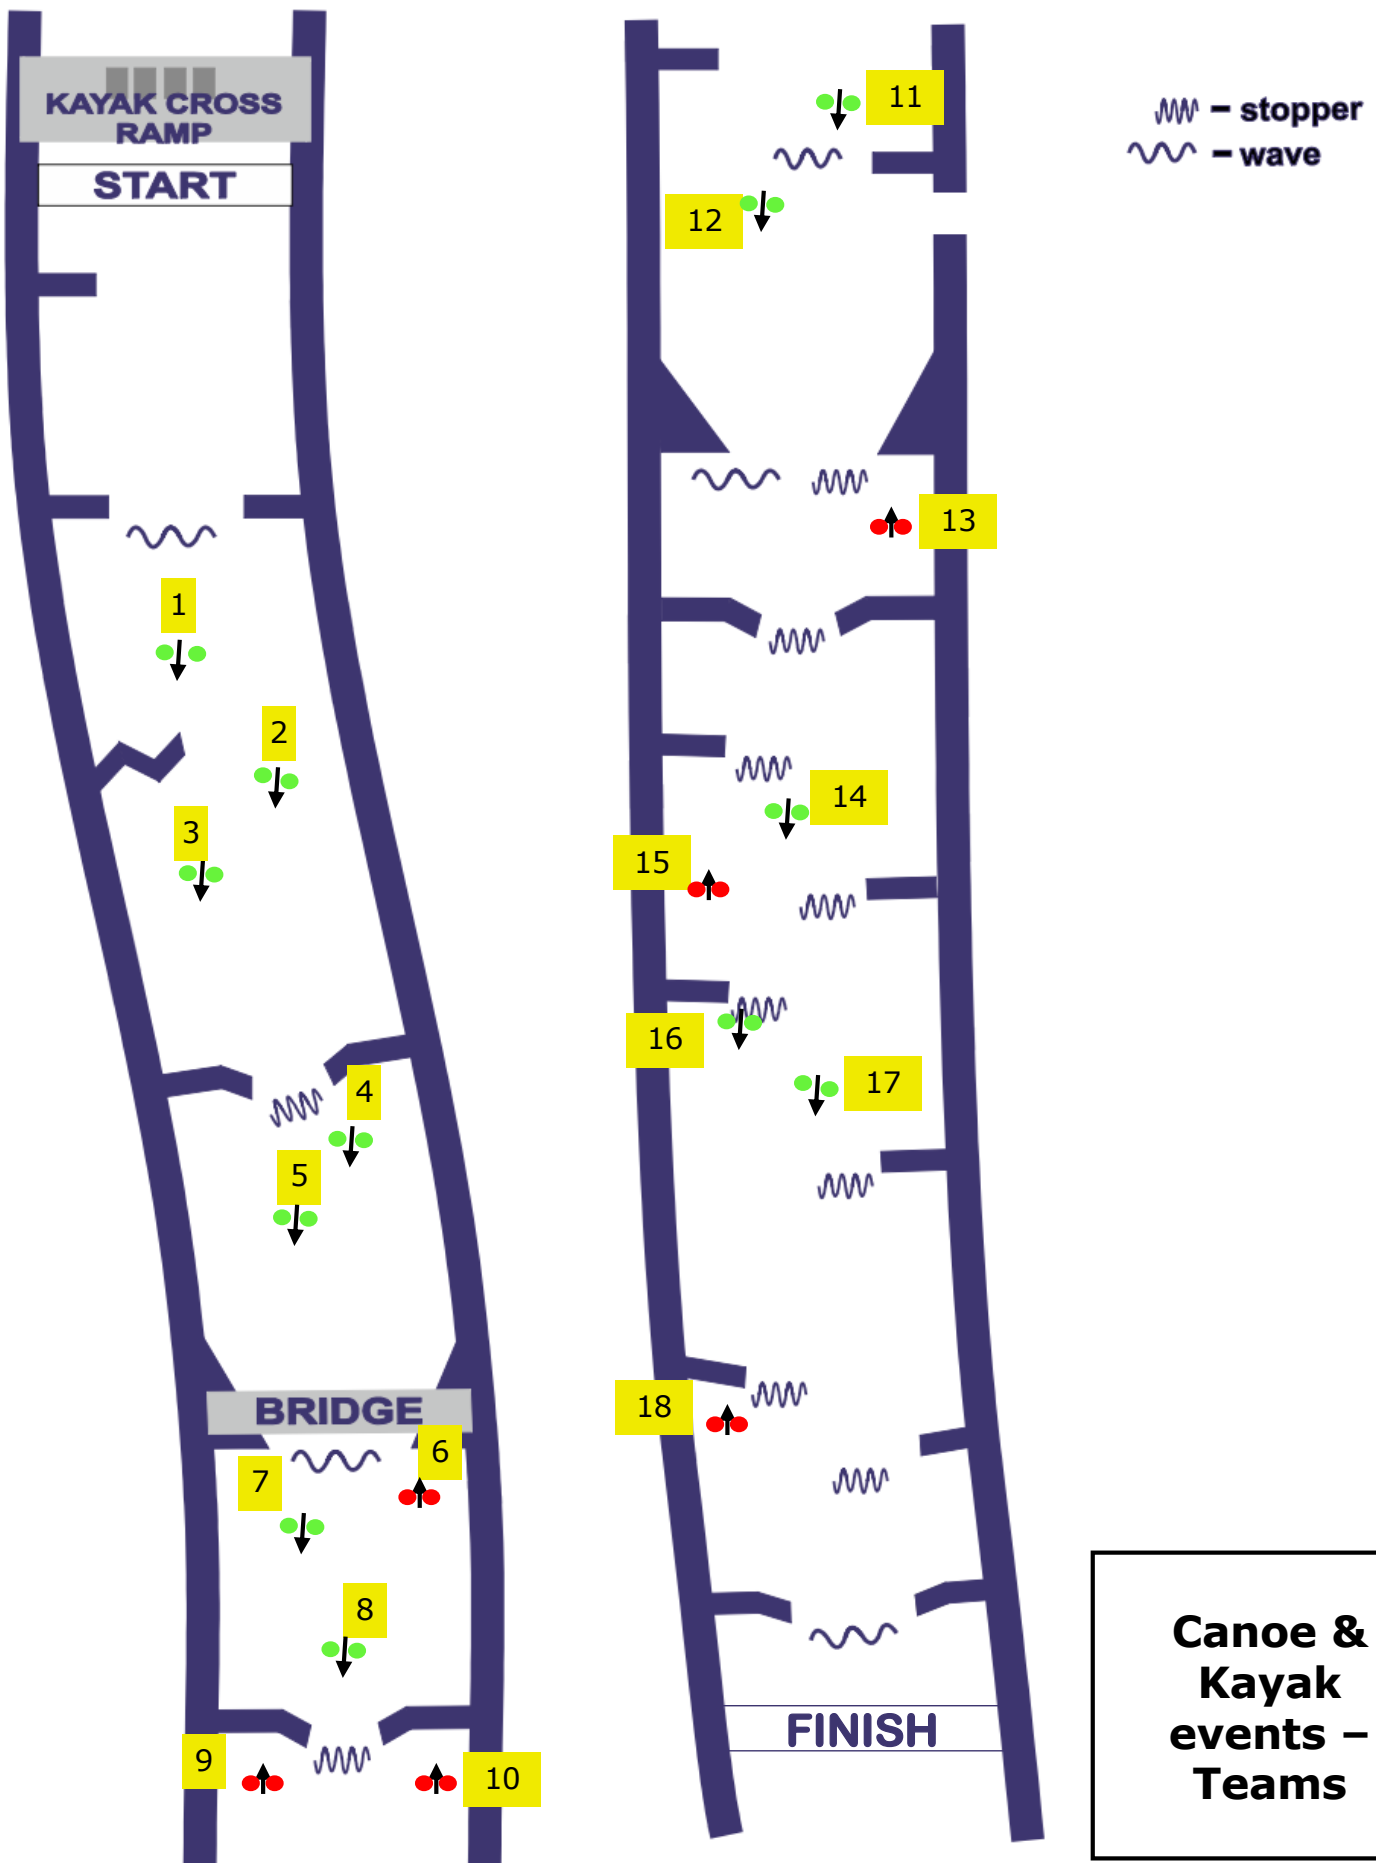 KAYAK CROSS
RAMP
START
1
2
3
4
5
BRIDGE
6
7
8
9
10
11
12
13
14
15
16
17
18
FINISH
– stopper
– wave
Canoe &
Kayak
events –
Teams